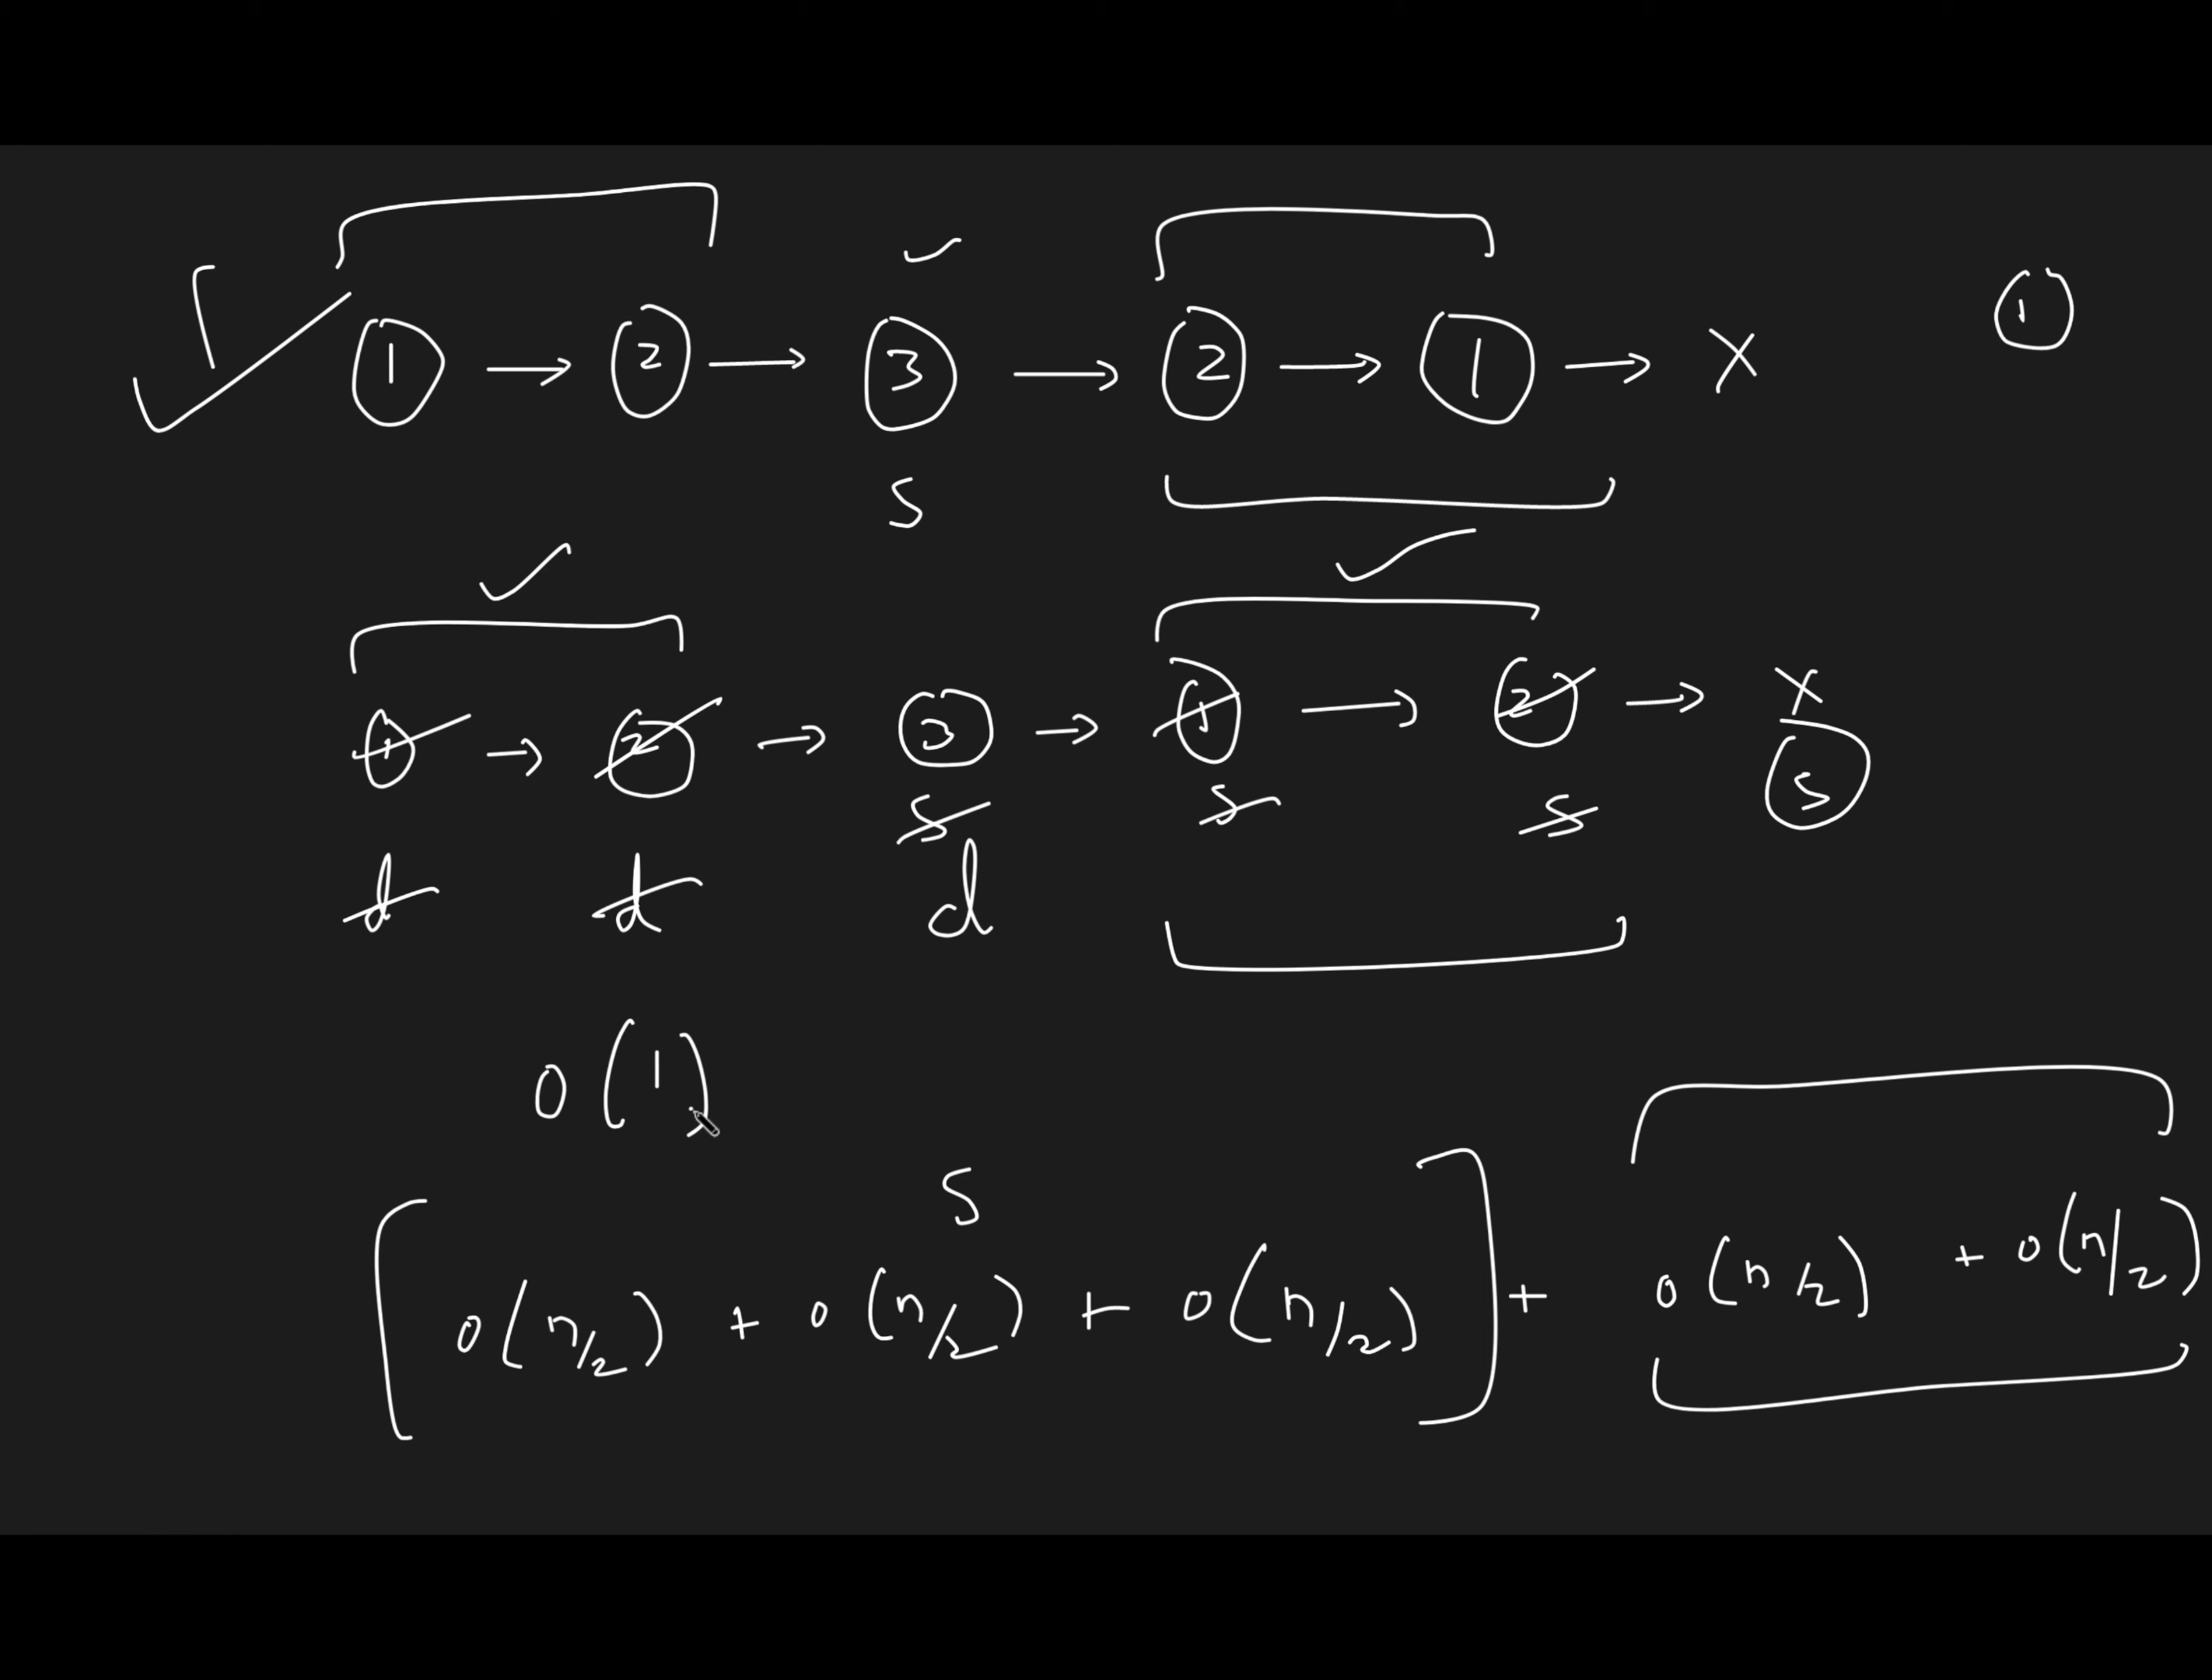 1 → 2 → 3 → 2 → 1 → X 1
S
1 → 2 → 3 → 1 → 2 → X
S S S S
d d d
O(1)
S
[O(n/2) + O(n/2) + O(n/2)] + O(n/2) + O(n/2)